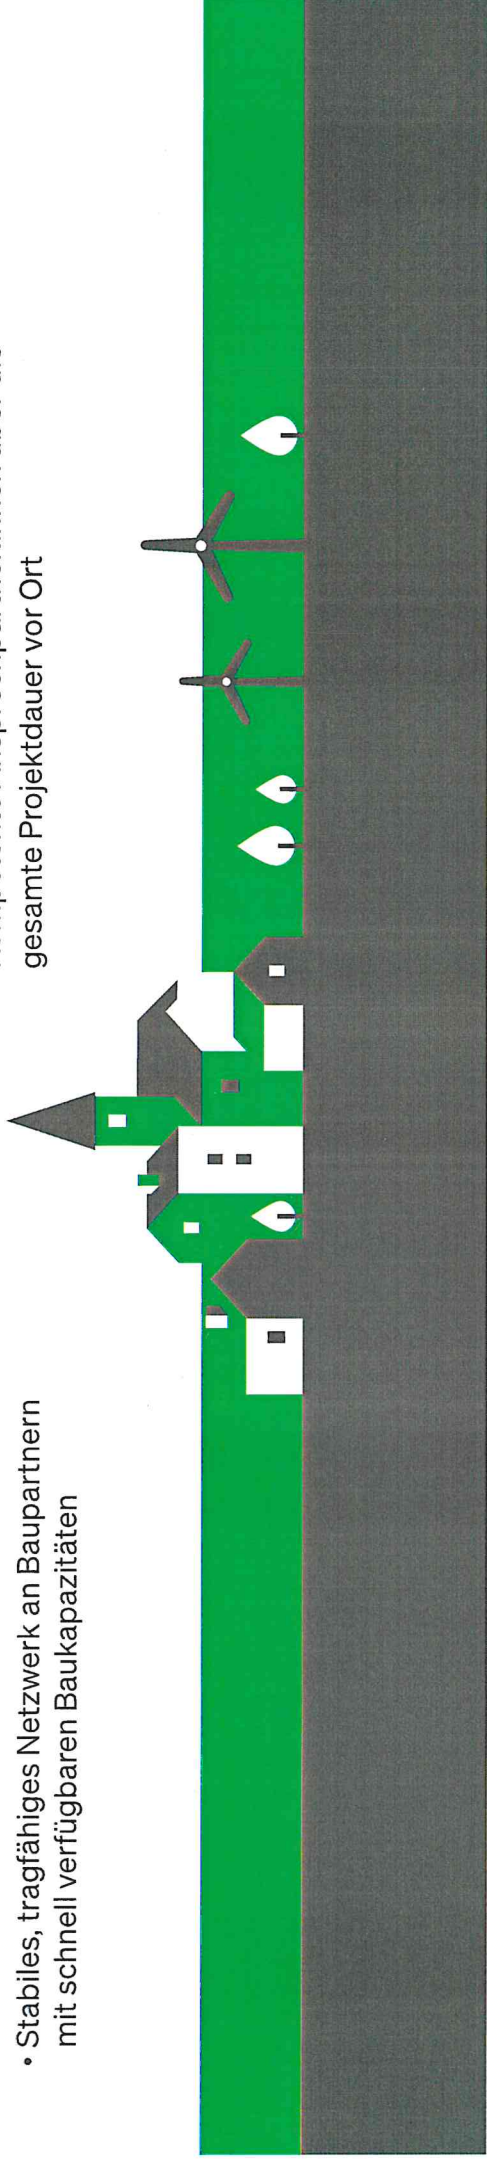 • Stabiles, tragfähiges Netzwerk an Baupartnern
mit schnell verfügbaren Baukapazitäten
gesamte Projektdauer vor Ort